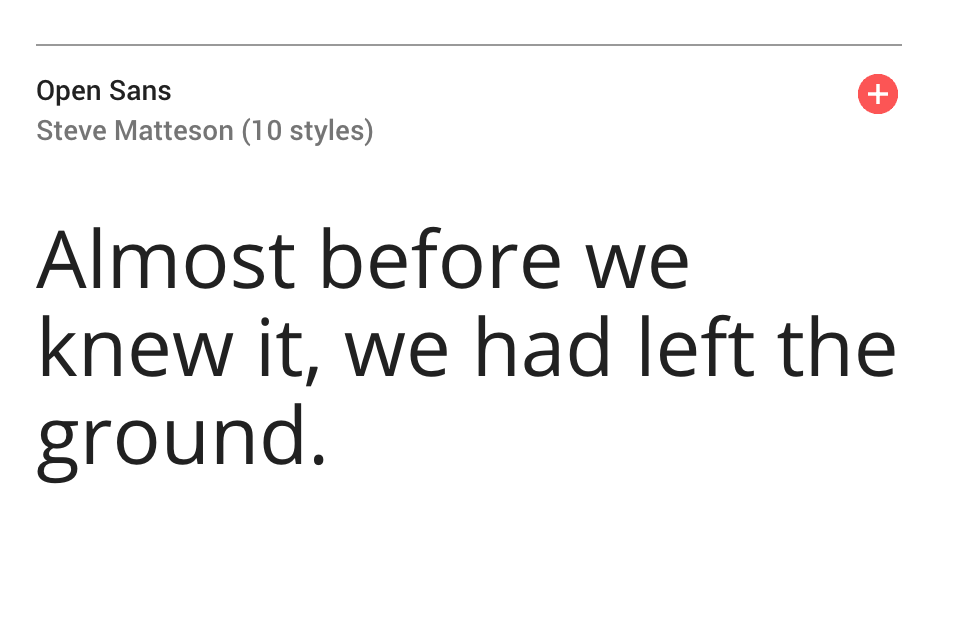 Open Sans
Steve Matteson (10 styles)
Almost before we
knew it, we had left the
ground.